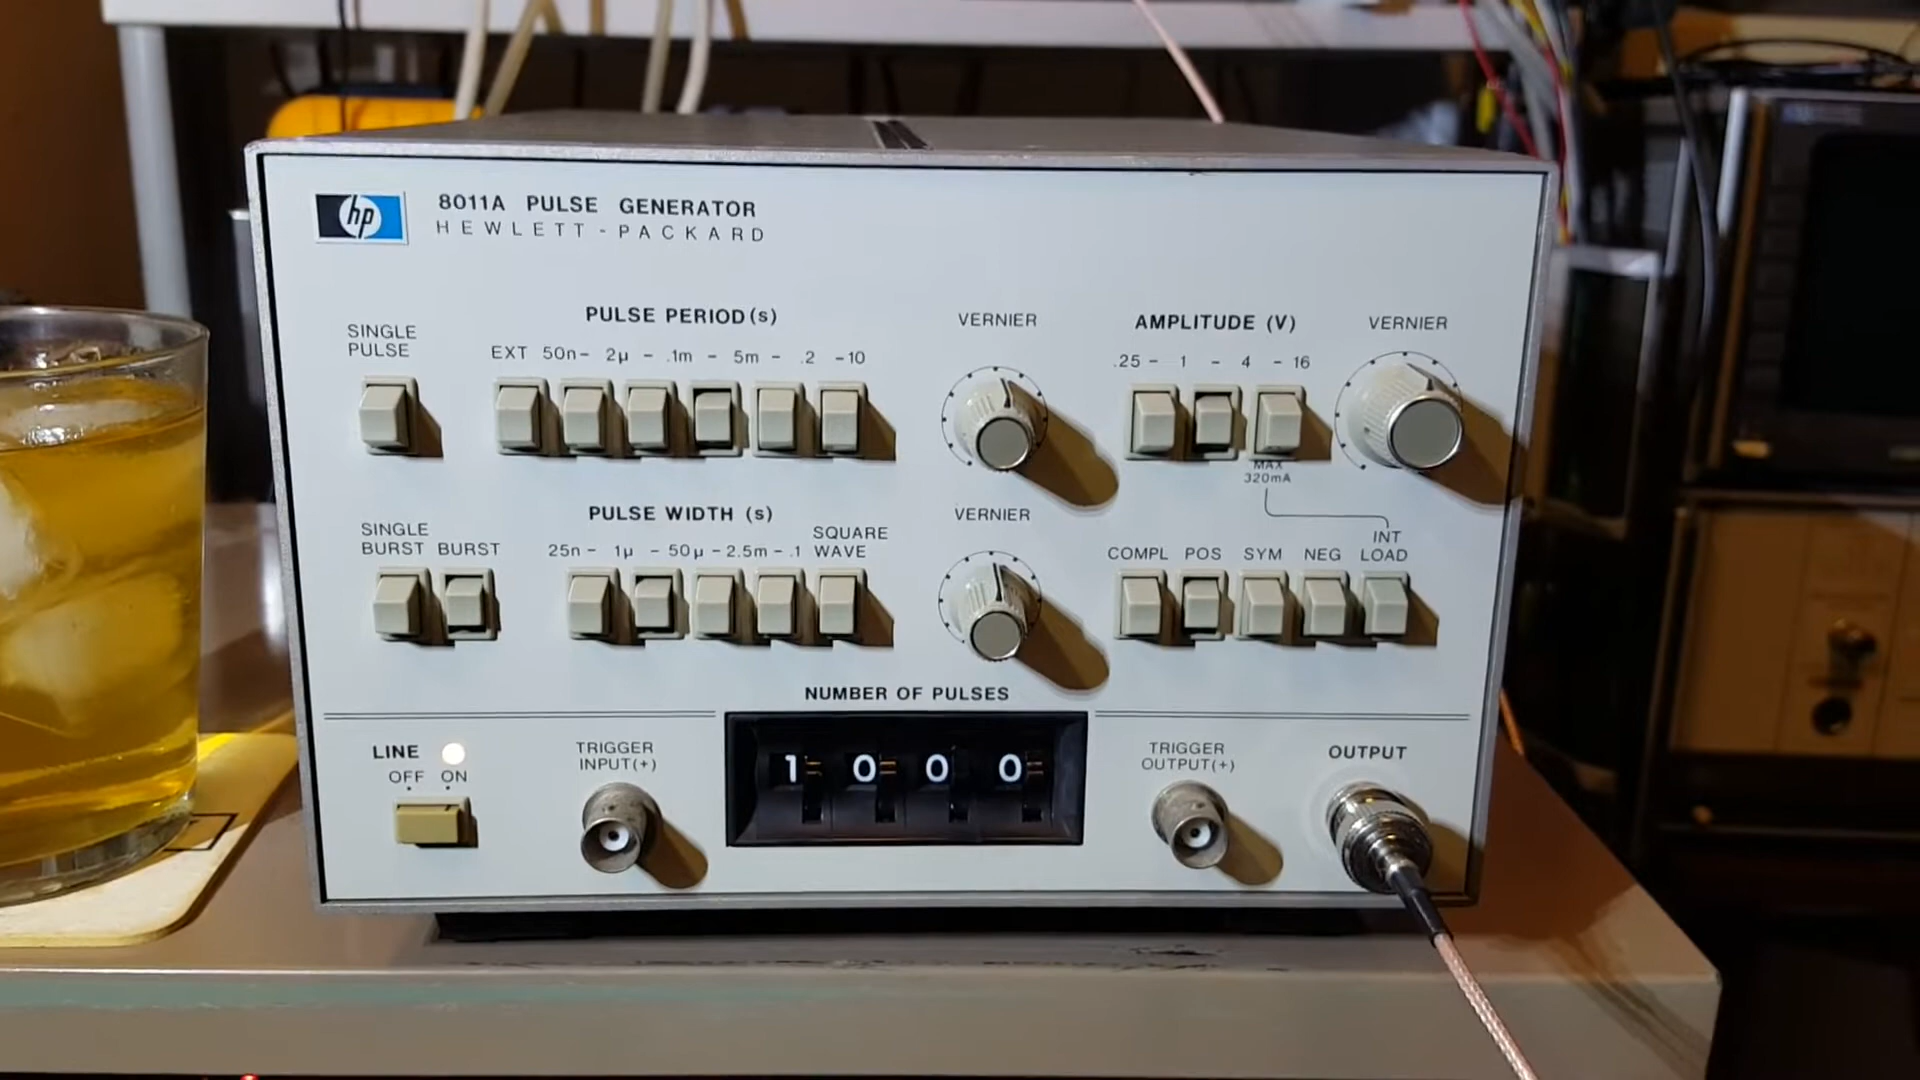 hp
8011A PULSE GENERATOR
HEWLETT-PACKARD
SINGLE PULSE
PULSE PERIOD (s)
EXT 50n - 2µ - .1m - 5m - .2 - 10
VERNIER
AMPLITUDE (V)
.25 - 1 - 4 - 16
VERNIER
MAX
320mA
SINGLE BURST
BURST
PULSE WIDTH (s)
25n - 1µ - 50µ - 2.5m - .1
SQUARE WAVE
VERNIER
COMPL POS SYM NEG
INT LOAD
NUMBER OF PULSES
1 0 0 0
LINE
OFF ON
TRIGGER
INPUT(+)
TRIGGER
OUTPUT(+)
OUTPUT